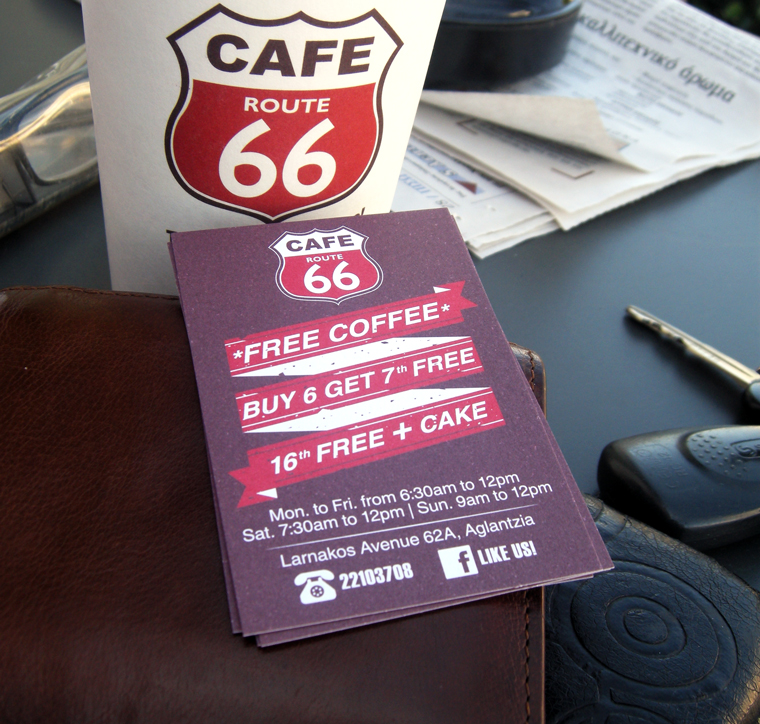 CAFE
ROUTE
66
καλλιτεχνικό άρωμα
CAFE
ROUTE
66
*FREE COFFEE*
BUY 6 GET 7th FREE
16th FREE + CAKE
Mon. to Fri. from 6:30am to 12pm
Sat. 7:30am to 12pm | Sun. 9am to 12pm
Larnakos Avenue 62A, Aglantzia
22103708
f LIKE US!